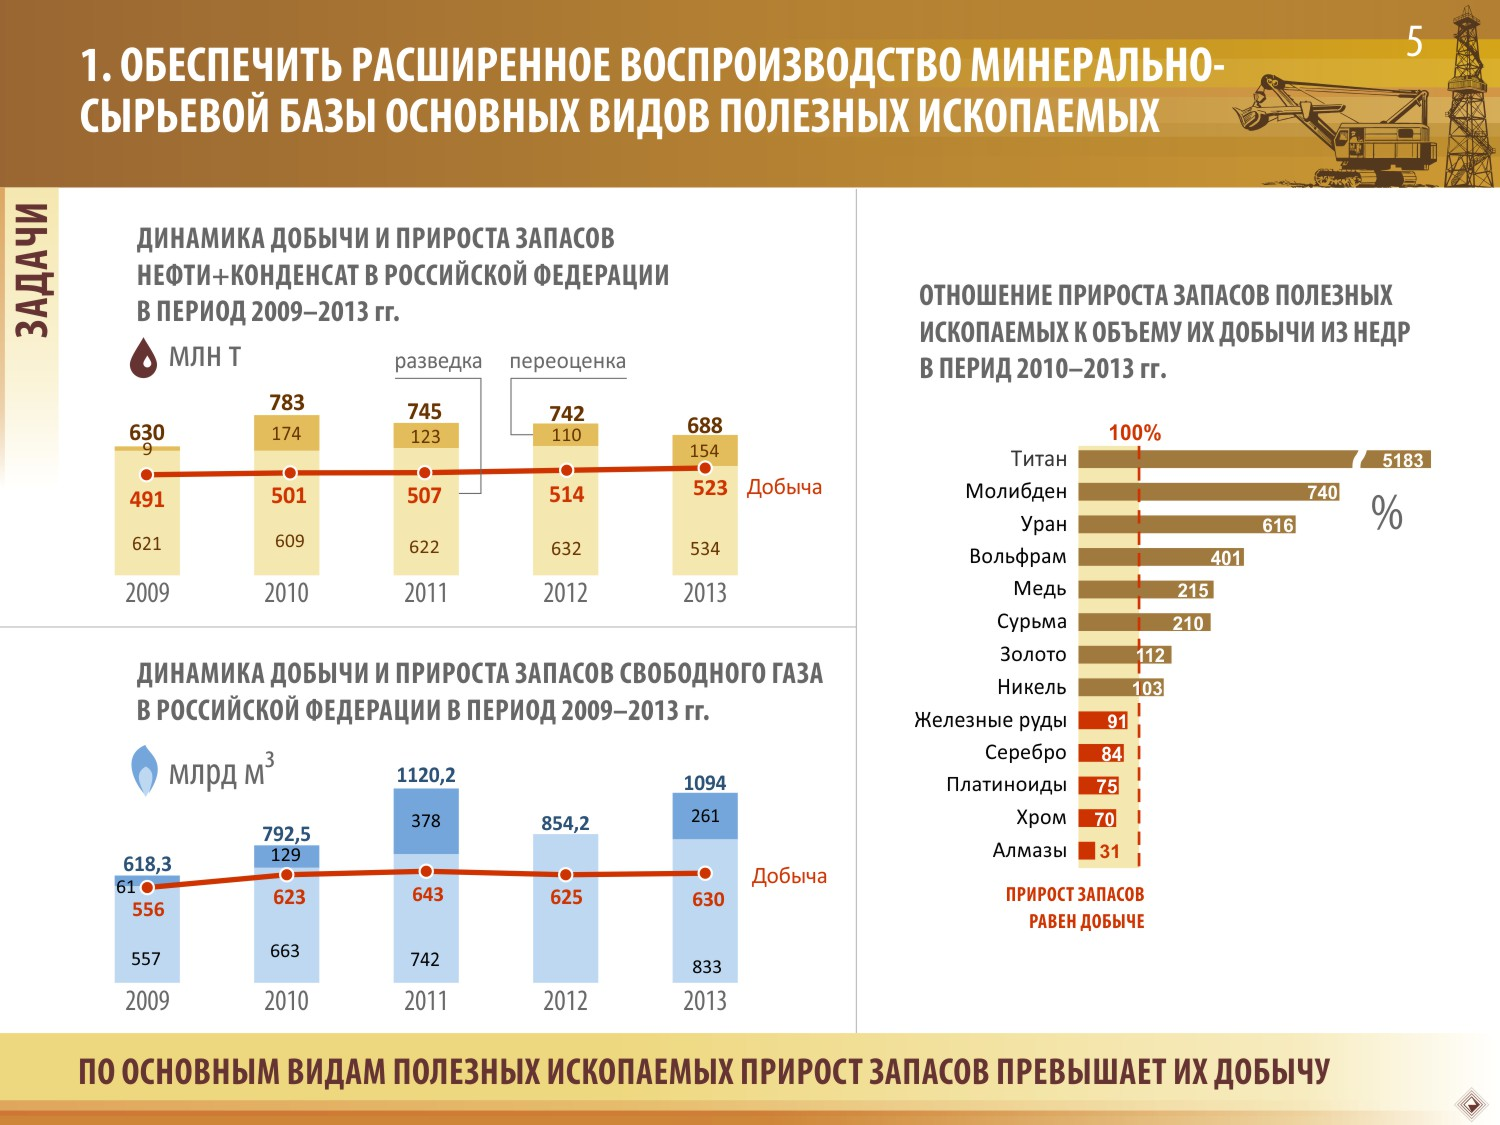 5
1. ОБЕСПЕЧИТЬ РАСШИРЕННОЕ ВОСПРОИЗВОДСТВО МИНЕРАЛЬНО-
СЫРЬЕВОЙ БАЗЫ ОСНОВНЫХ ВИДОВ ПОЛЕЗНЫХ ИСКОПАЕМЫХ
ЗАДАЧИ
ДИНАМИКА ДОБЫЧИ И ПРИРОСТА ЗАПАСОВ
НЕФТИ+КОНДЕНСАТ В РОССИЙСКОЙ ФЕДЕРАЦИИ
В ПЕРИОД 2009–2013 гг.
МЛН Т
разведка переоценка
630 783 745 742 688
9 174 123 110 154
491 501 507 514 523 Добыча
621 609 622 632 534
2009 2010 2011 2012 2013
ДИНАМИКА ДОБЫЧИ И ПРИРОСТА ЗАПАСОВ СВОБОДНОГО ГАЗА
В РОССИЙСКОЙ ФЕДЕРАЦИИ В ПЕРИОД 2009–2013 гг.
млрд м³
618,3 792,5 1120,2 854,2 1094
61 129 378 261
556 623 643 625 630 Добыча
557 663 742 833
2009 2010 2011 2012 2013
ОТНОШЕНИЕ ПРИРОСТА ЗАПАСОВ ПОЛЕЗНЫХ
ИСКОПАЕМЫХ К ОБЪЕМУ ИХ ДОБЫЧИ ИЗ НЕДР
В ПЕРИД 2010–2013 гг.
100%
Титан 5183
Молибден 740
%
Уран 616
Вольфрам 401
Медь 215
Сурьма 210
Золото 112
Никель 103
Железные руды 91
Серебро 84
Платиноиды 75
Хром 70
Алмазы 31
ПРИРОСТ ЗАПАСОВ
РАВЕН ДОБЫЧЕ
ПО ОСНОВНЫМ ВИДАМ ПОЛЕЗНЫХ ИСКОПАЕМЫХ ПРИРОСТ ЗАПАСОВ ПРЕВЫШАЕТ ИХ ДОБЫЧУ